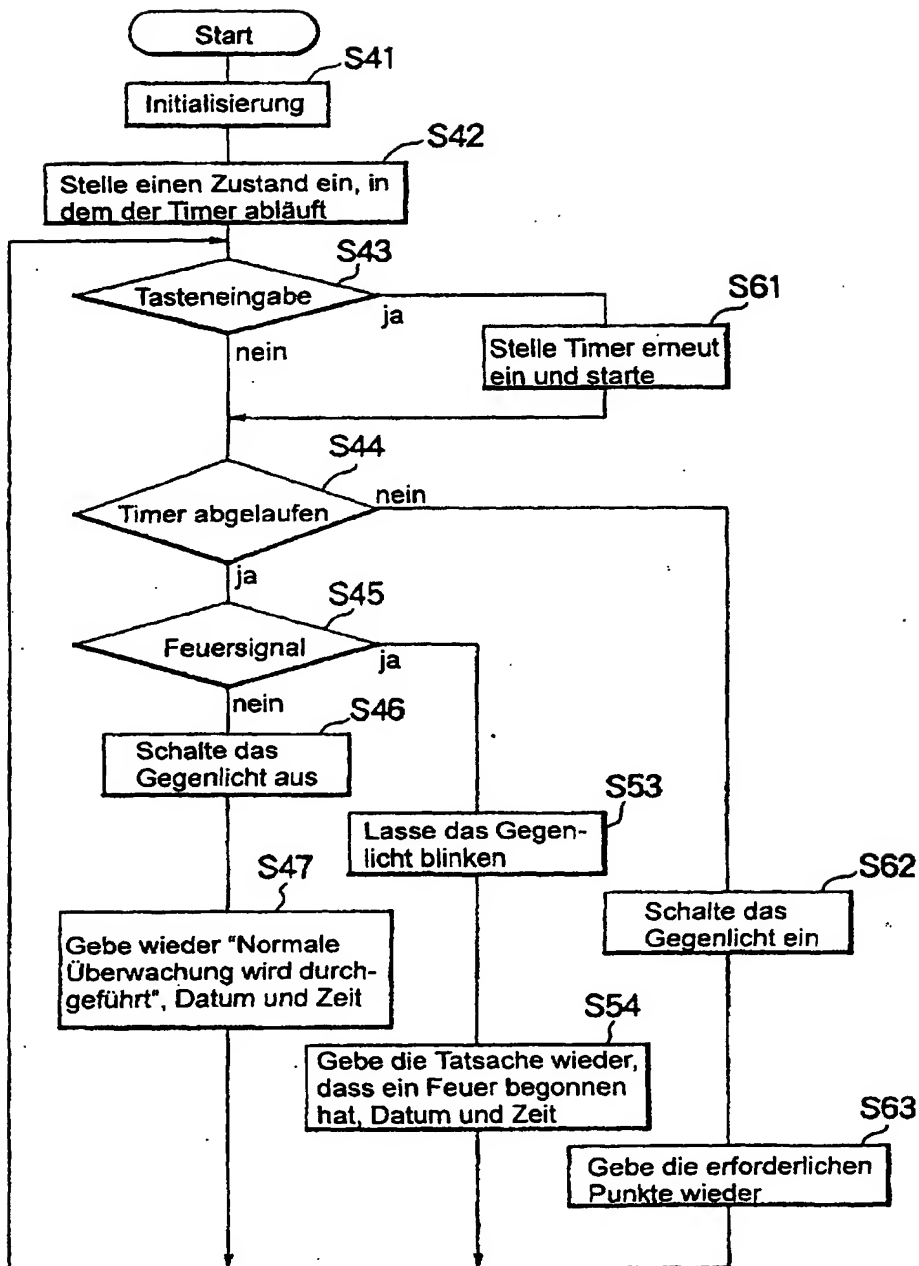 Start
S41
Initialisierung
S42
Stelle einen Zustand ein, in
dem der Timer abläuft
S43
Tasteneingabe
ja
nein
S61
Stelle Timer erneut
ein und starte
S44
Timer abgelaufen
nein
ja
S45
Feuersignal
ja
nein
S46
Schalte das
Gegenlicht aus
S53
Lasse das Gegen-
licht blinken
S47
Gebe wieder "Normale
Überwachung wird durch-
geführt", Datum und Zeit
S62
Schalte das
Gegenlicht ein
S54
Gebe die Tatsache wieder,
dass ein Feuer begonnen
hat, Datum und Zeit
S63
Gebe die erforderlichen
Punkte wieder